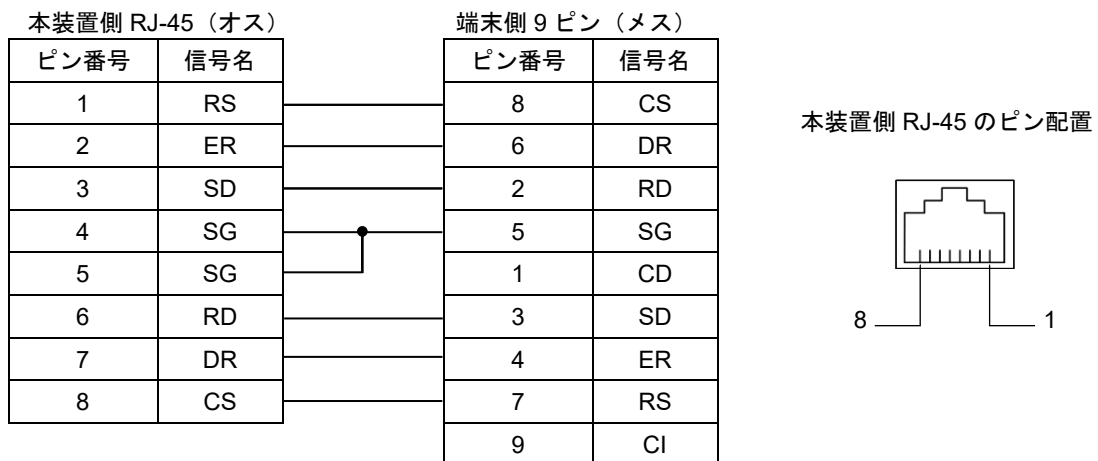 本装置側 RJ-45（オス） 端末側 9 ピン（メス）
ピン番号 信号名 ピン番号 信号名
1 RS 8 CS
2 ER 6 DR
3 SD 2 RD
4 SG 5 SG
5 SG 1 CD
6 RD 3 SD
7 DR 4 ER
8 CS 7 RS
9 CI
本装置側 RJ-45 のピン配置
8 1